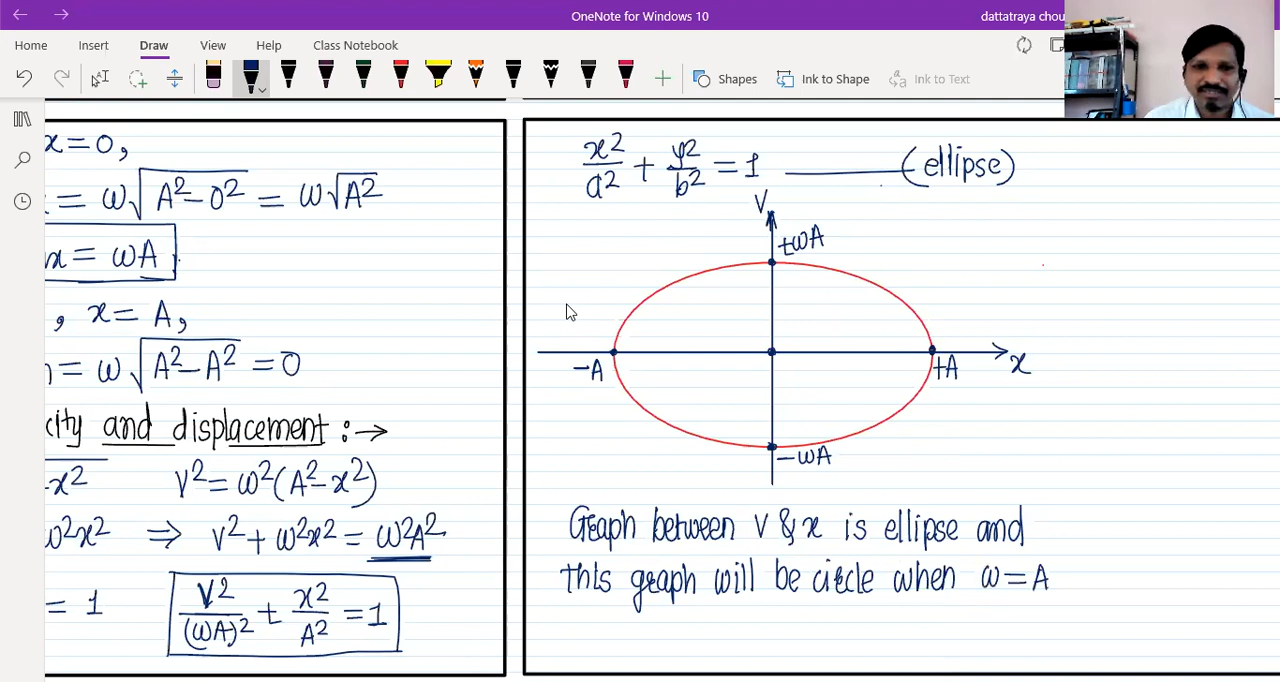 OneNote for Windows 10
dattatraya chou
Home Insert Draw View Help Class Notebook
Shapes Ink to Shape Ink to Text
x=0,
= ω√A²-0² = ω√A²
x = ωA
, x = A,
= ω√A²-A² = 0
city and displacement :→
-x² V² = ω²(A²-x²)
ω²x² ⇒ V² + ω²x² = ω²A²
= 1 V²/(ωA)² + x²/A² = 1
x²/a² + y²/b² = 1 ——— (ellipse)
V
+ωA
-A +A x
-ωA
Graph between V & x is ellipse and
this graph will be circle when ω = A